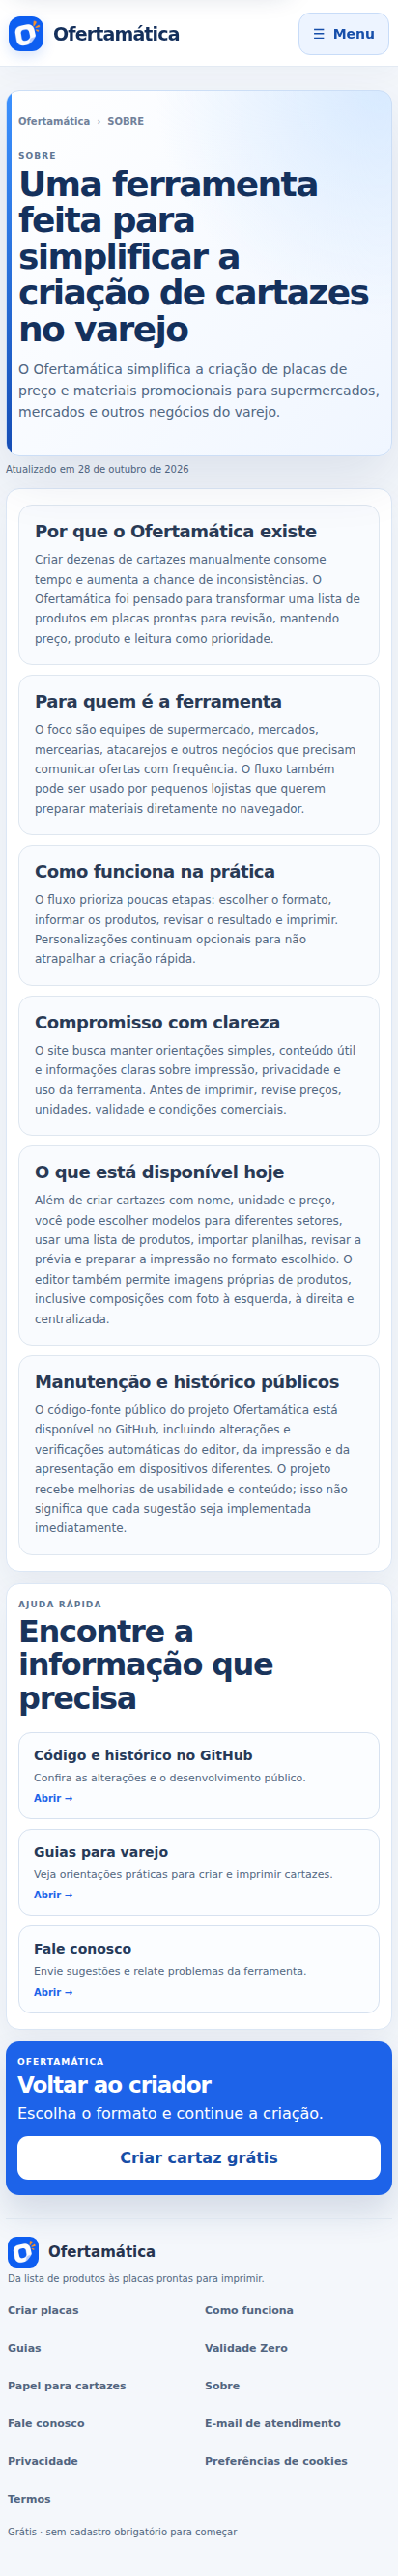 Ofertamática
☰ Menu
Ofertamática › SOBRE
SOBRE
Uma ferramenta
feita para
simplificar a
criação de cartazes
no varejo
O Ofertamática simplifica a criação de placas de
preço e materiais promocionais para supermercados,
mercados e outros negócios do varejo.
Atualizado em 28 de outubro de 2026
Por que o Ofertamática existe
Criar dezenas de cartazes manualmente consome
tempo e aumenta a chance de inconsistências. O
Ofertamática foi pensado para transformar uma lista de
produtos em placas prontas para revisão, mantendo
preço, produto e leitura como prioridade.
Para quem é a ferramenta
O foco são equipes de supermercado, mercados,
mercearias, atacarejos e outros negócios que precisam
comunicar ofertas com frequência. O fluxo também
pode ser usado por pequenos lojistas que querem
preparar materiais diretamente no navegador.
Como funciona na prática
O fluxo prioriza poucas etapas: escolher o formato,
informar os produtos, revisar o resultado e imprimir.
Personalizações continuam opcionais para não
atrapalhar a criação rápida.
Compromisso com clareza
O site busca manter orientações simples, conteúdo útil
e informações claras sobre impressão, privacidade e
uso da ferramenta. Antes de imprimir, revise preços,
unidades, validade e condições comerciais.
O que está disponível hoje
Além de criar cartazes com nome, unidade e preço,
você pode escolher modelos para diferentes setores,
usar uma lista de produtos, importar planilhas, revisar a
prévia e preparar a impressão no formato escolhido. O
editor também permite imagens próprias de produtos,
inclusive composições com foto à esquerda, à direita e
centralizada.
Manutenção e histórico públicos
O código-fonte público do projeto Ofertamática está
disponível no GitHub, incluindo alterações e
verificações automáticas do editor, da impressão e da
apresentação em dispositivos diferentes. O projeto
recebe melhorias de usabilidade e conteúdo; isso não
significa que cada sugestão seja implementada
imediatamente.
AJUDA RÁPIDA
Encontre a
informação que
precisa
Código e histórico no GitHub
Confira as alterações e o desenvolvimento público.
Abrir →
Guias para varejo
Veja orientações práticas para criar e imprimir cartazes.
Abrir →
Fale conosco
Envie sugestões e relate problemas da ferramenta.
Abrir →
OFERTAMÁTICA
Voltar ao criador
Escolha o formato e continue a criação.
Criar cartaz grátis
Ofertamática
Da lista de produtos às placas prontas para imprimir.
Criar placas
Como funciona
Guias
Validade Zero
Papel para cartazes
Sobre
Fale conosco
E-mail de atendimento
Privacidade
Preferências de cookies
Termos
Grátis · sem cadastro obrigatório para começar